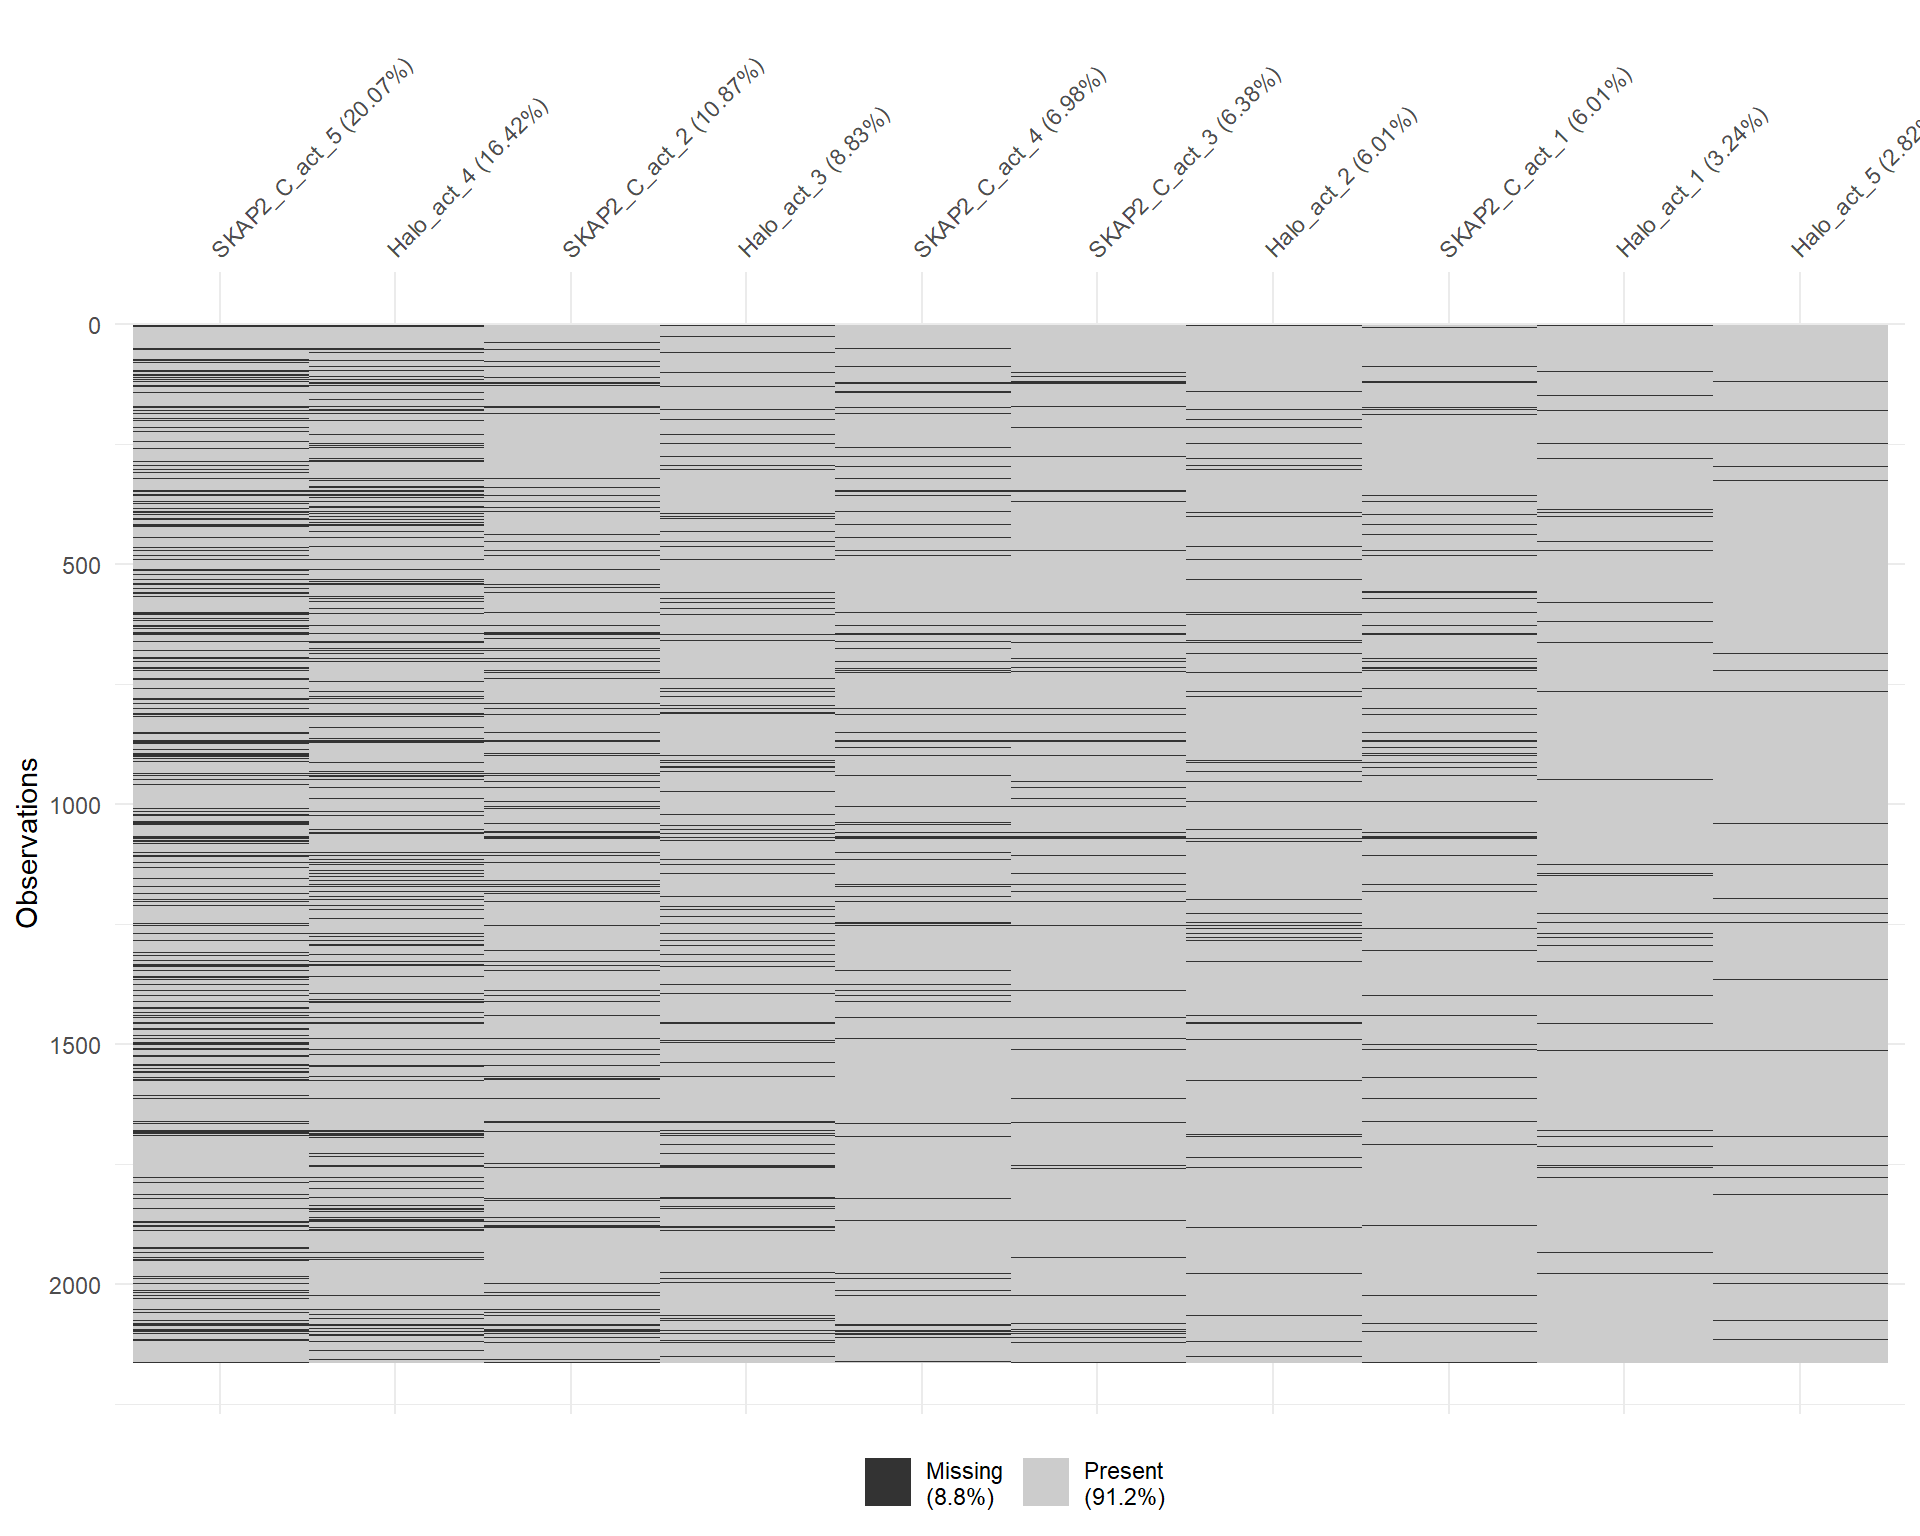 SKAP2_C_act_5 (20.07%)
Halo_act_4 (16.42%)
SKAP2_C_act_2 (10.87%)
Halo_act_3 (8.83%)
SKAP2_C_act_4 (6.98%)
SKAP2_C_act_3 (6.38%)
Halo_act_2 (6.01%)
SKAP2_C_act_1 (6.01%)
Halo_act_1 (3.24%)
Halo_act_5 (2.82%
0
500
1000
1500
2000
Observations
Missing
(8.8%)
Present
(91.2%)